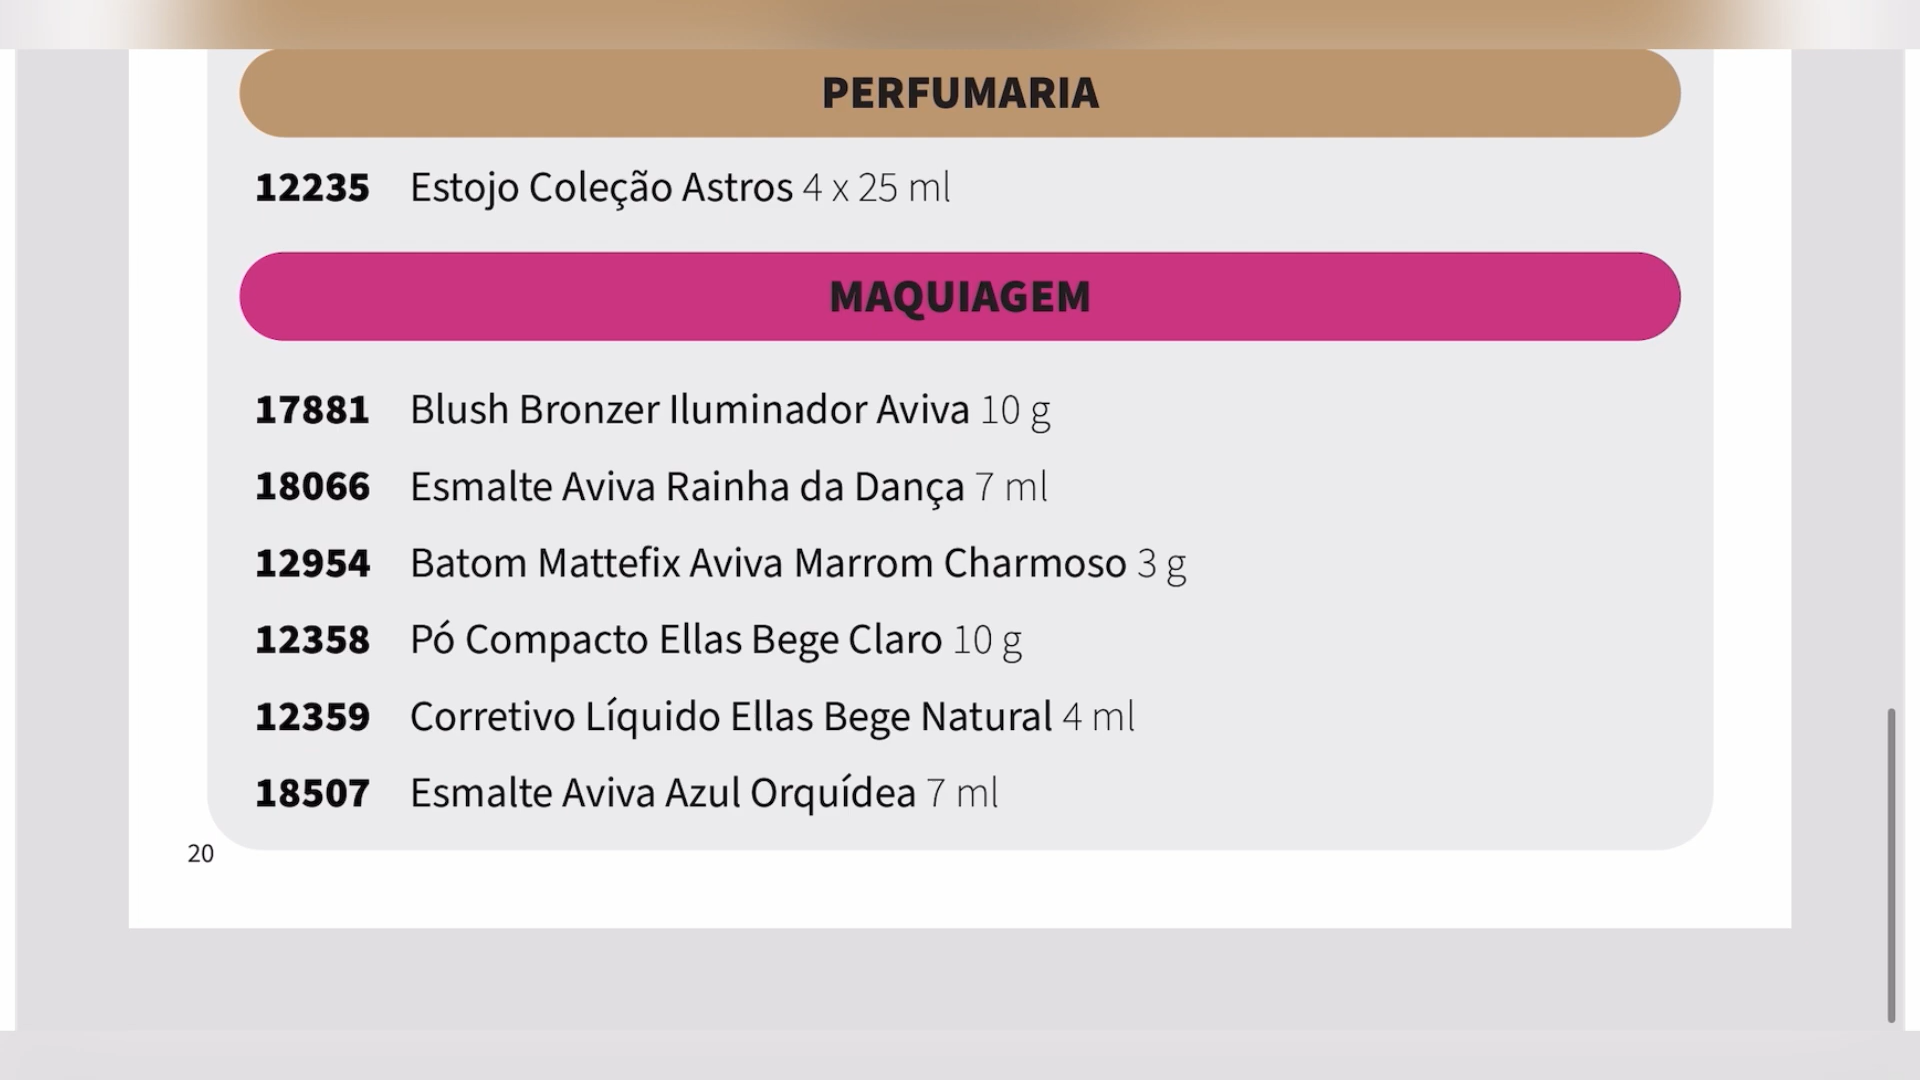 PERFUMARIA
12235 Estojo Coleção Astros 4 x 25 ml
MAQUIAGEM
17881 Blush Bronzer Iluminador Aviva 10 g
18066 Esmalte Aviva Rainha da Dança 7 ml
12954 Batom Mattefix Aviva Marrom Charmoso 3 g
12358 Pó Compacto Ellas Bege Claro 10 g
12359 Corretivo Líquido Ellas Bege Natural 4 ml
18507 Esmalte Aviva Azul Orquídea 7 ml
20